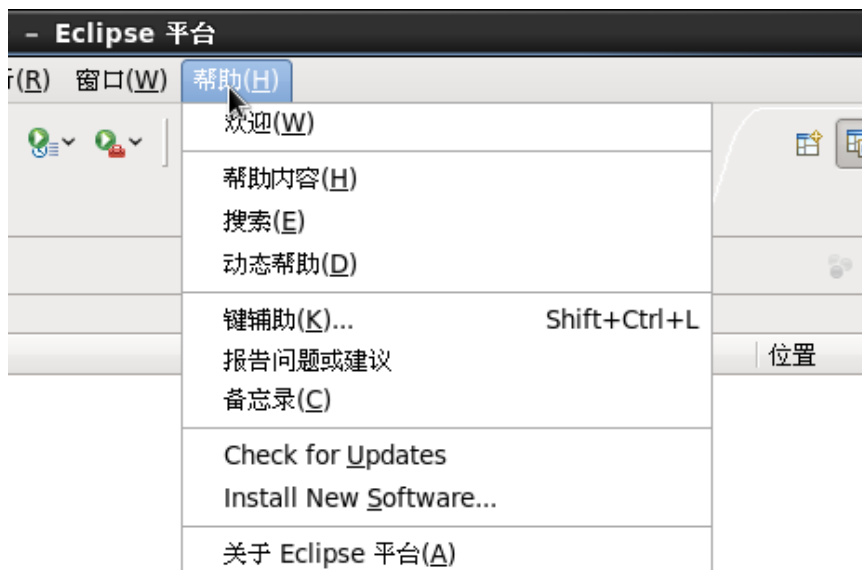 – Eclipse 平台
(R) 窗口(W) 帮助(H)
欢迎(W)
帮助内容(H)
搜索(E)
动态帮助(D)
键辅助(K)... Shift+Ctrl+L
报告问题或建议
位置
备忘录(C)
Check for Updates
Install New Software...
关于 Eclipse 平台(A)